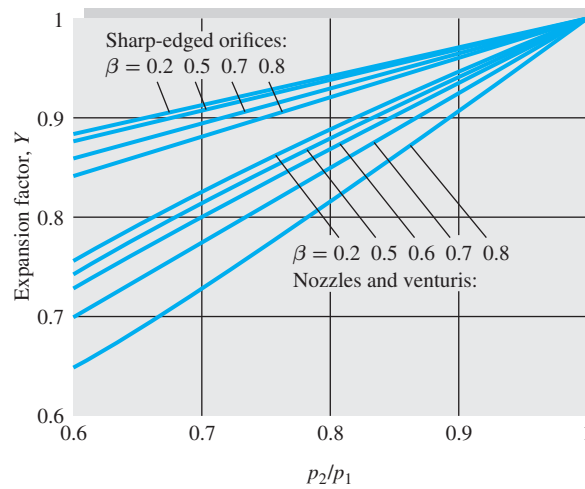 1
Sharp-edged orifices:
β = 0.2 0.5 0.7 0.8
0.9
0.8
0.7
0.6
Expansion factor, Y
β = 0.2 0.5 0.6 0.7 0.8
Nozzles and venturis:
0.6 0.7 0.8 0.9 1
p2/p1